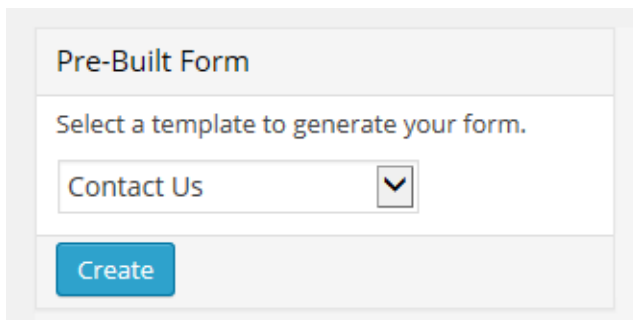 Pre-Built Form
Select a template to generate your form.
Contact Us
Create